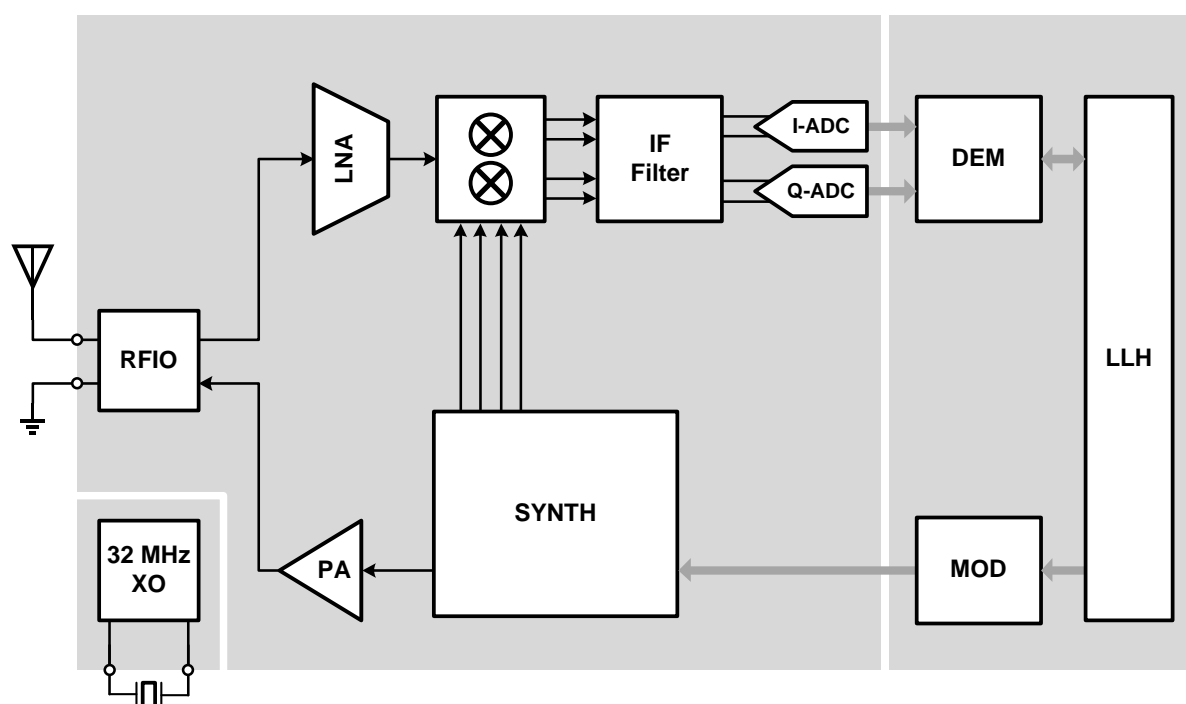 LNA
IF
Filter
I-ADC
Q-ADC
DEM
RFIO
LLH
SYNTH
32 MHz
XO
PA
MOD